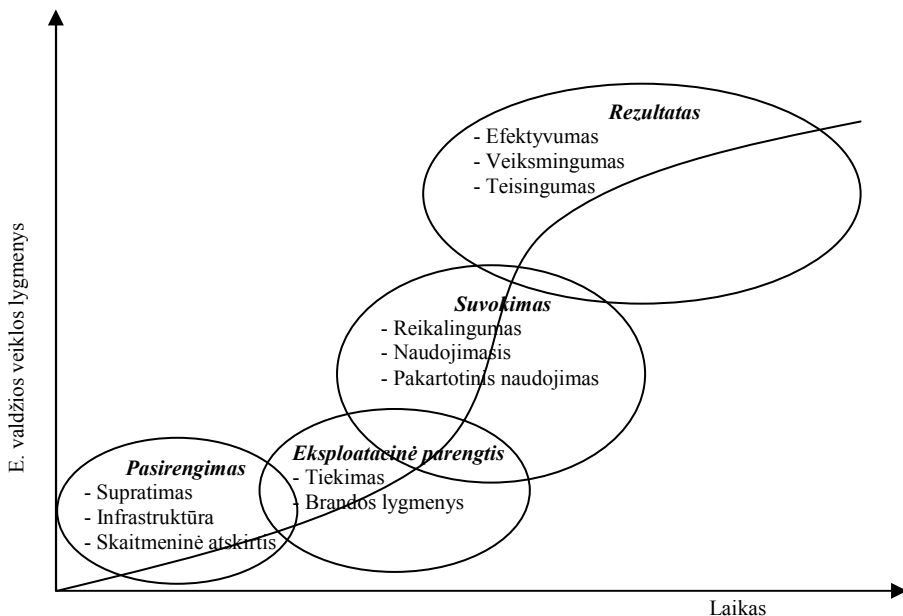 Rezultatas
- Efektyvumas
- Veiksmingumas
- Teisingumas
Suvokimas
- Reikalingumas
- Naudojimasis
- Pakartotinis naudojimas
Eksploatacinė parengtis
- Tiekimas
- Brandos lygmenys
Pasirengimas
- Supratimas
- Infrastruktūra
- Skaitmeninė atskirtis
E. valdžios veiklos lygmenys
Laikas